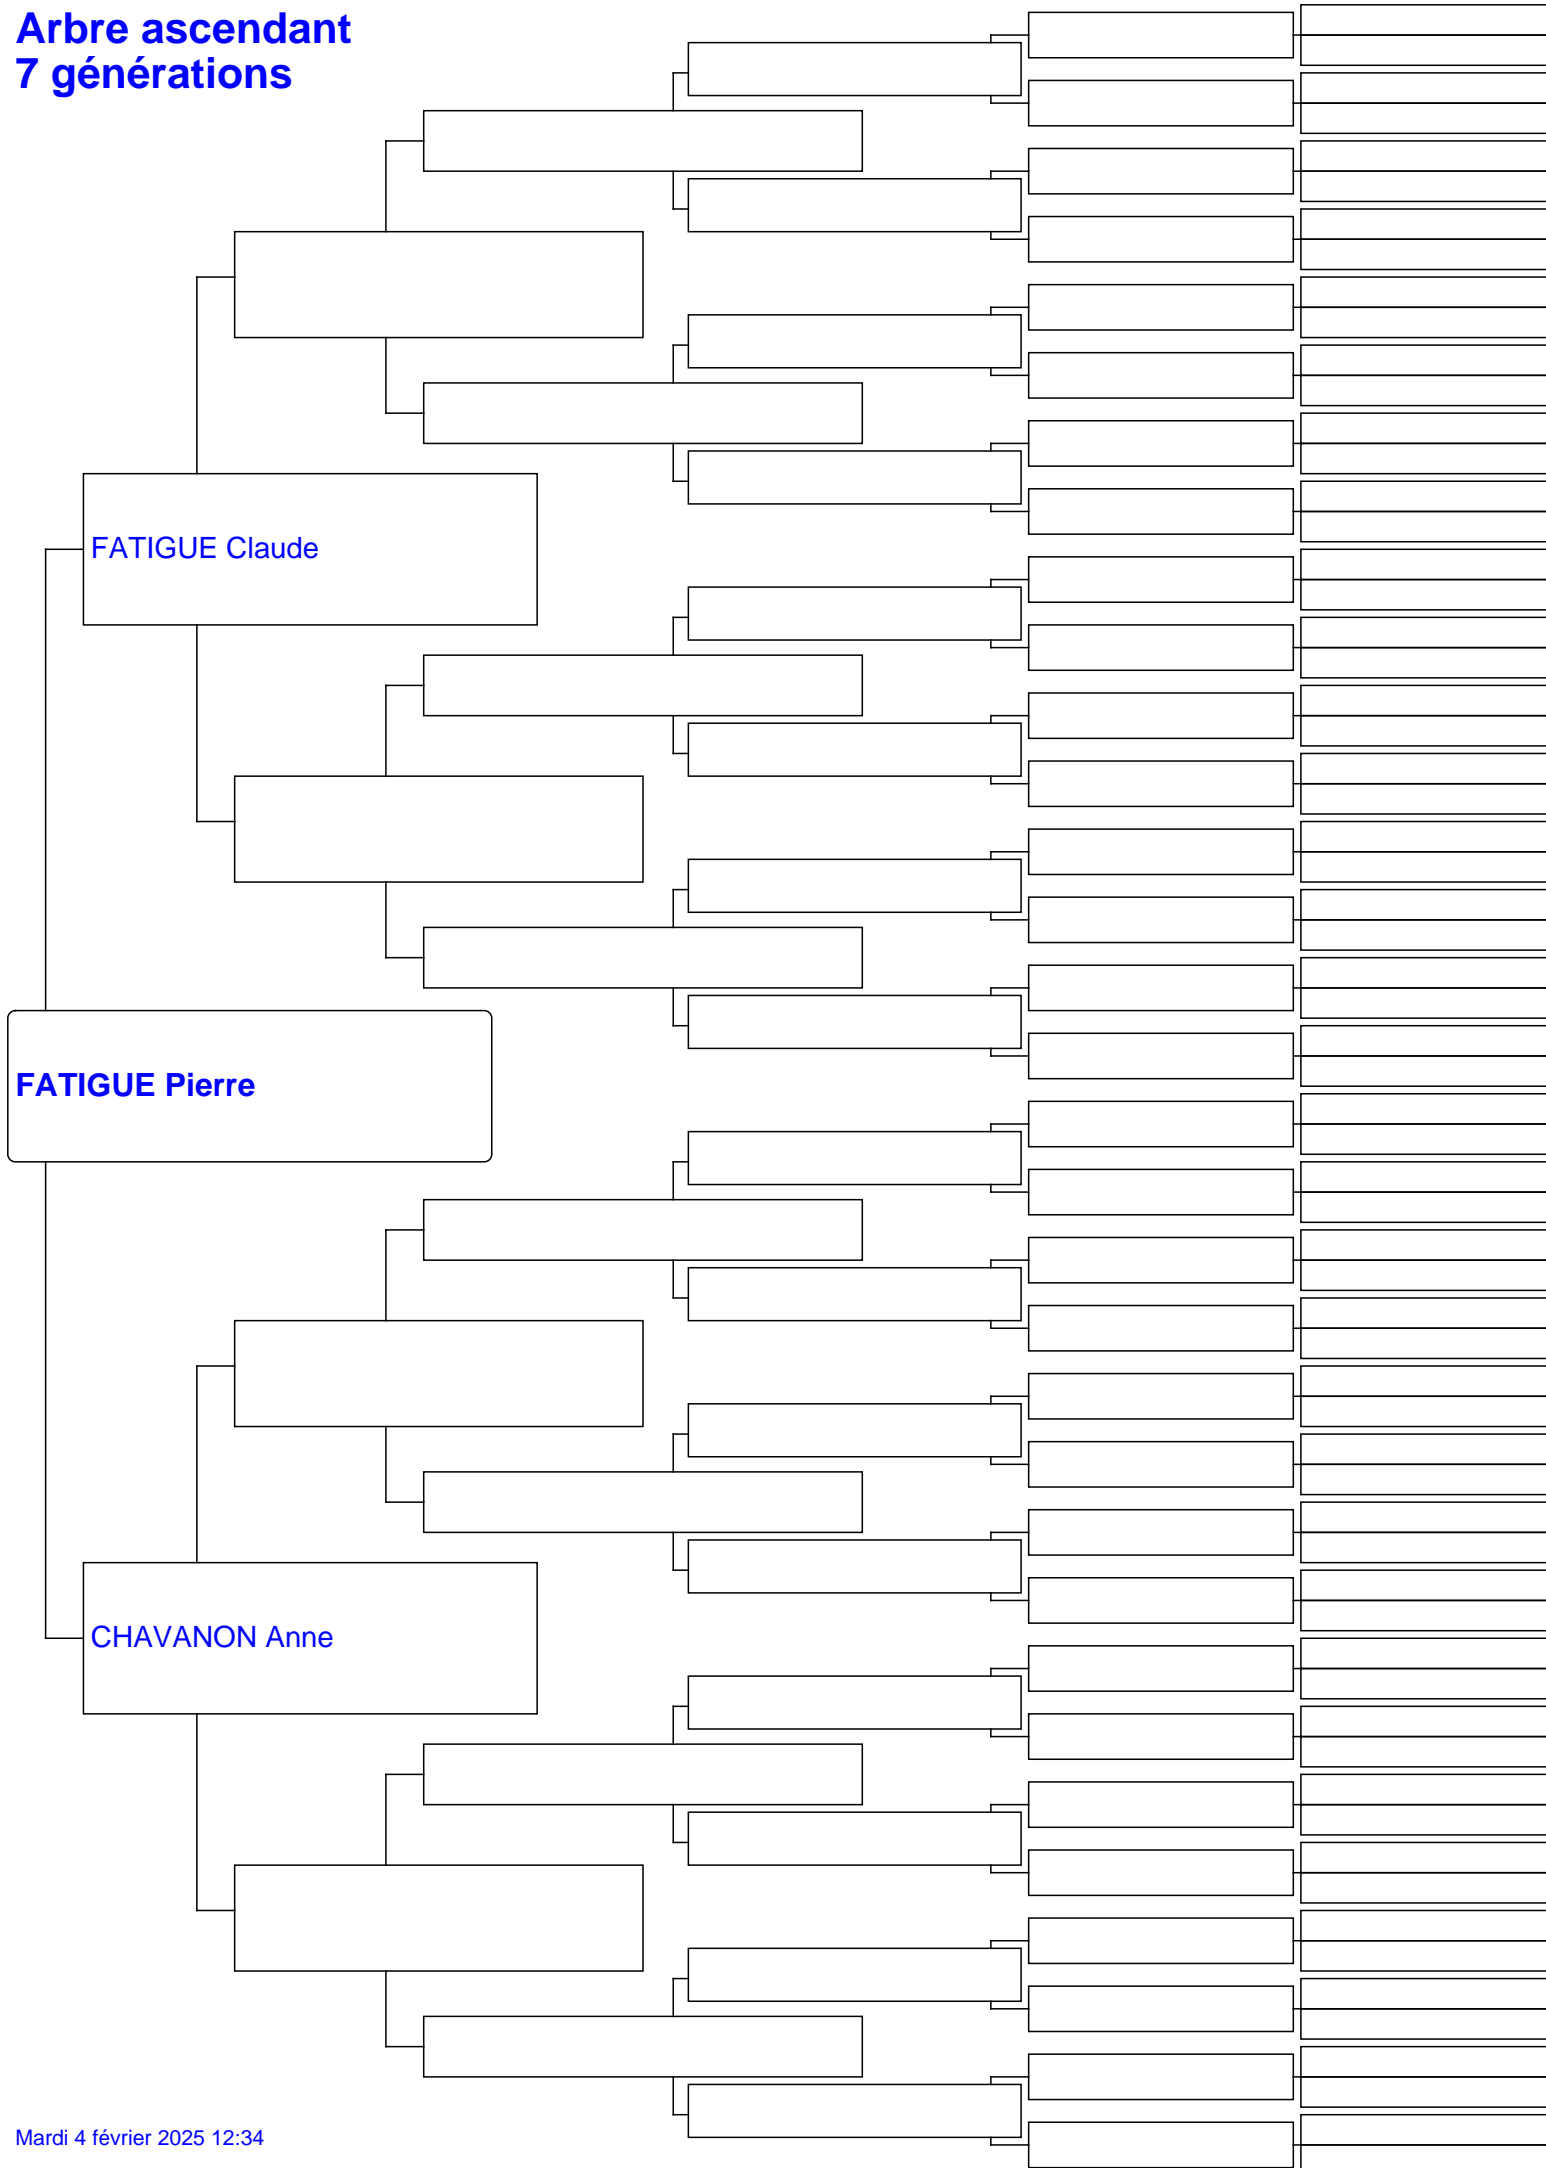 Arbre ascendant
7 générations
FATIGUE Claude
FATIGUE Pierre
CHAVANON Anne
Mardi 4 février 2025 12:34